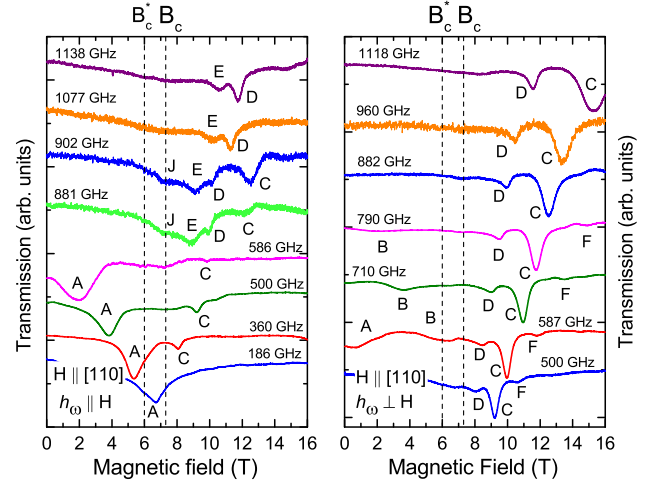 B*c Bc
1138 GHz
E
D
1077 GHz
E
D
902 GHz
J E
D C
881 GHz
J
E D C
586 GHz
A
C
500 GHz
A
C
360 GHz
A
C
186 GHz
H || [110]
hω || H
A
0 2 4 6 8 10 12 14 16
Magnetic field (T)
Transmission (arb. units)
B*c Bc
1118 GHz
D
C
960 GHz
D C
882 GHz
D
C
790 GHz
B
D
C
F
710 GHz
B
D
C
F
587 GHz
A
B
D
C
F
500 GHz
H || [110]
hω ⊥ H
D C
F
0 2 4 6 8 10 12 14 16
Magnetic Field (T)
Transmission (arb. units)